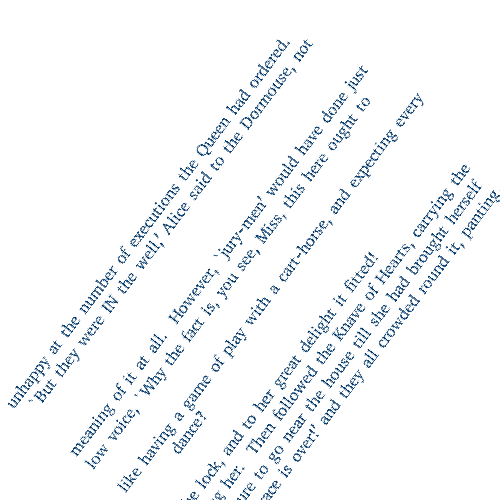 unhappy at the number of executions the Queen had ordered.
`But they were IN the well,' Alice said to the Dormouse, not
meaning of it at all.  However, `jury-men' would have done just
low voice, `Why the fact is, you see, Miss, this here ought to
like having a game of play with a cart-horse, and expecting every
dance?
lock, and to her great delight it fitted!
her.  Then followed the Knave of Hearts, carrying the
to go near the house till she had brought herself
is over!' and they all crowded round it, panting